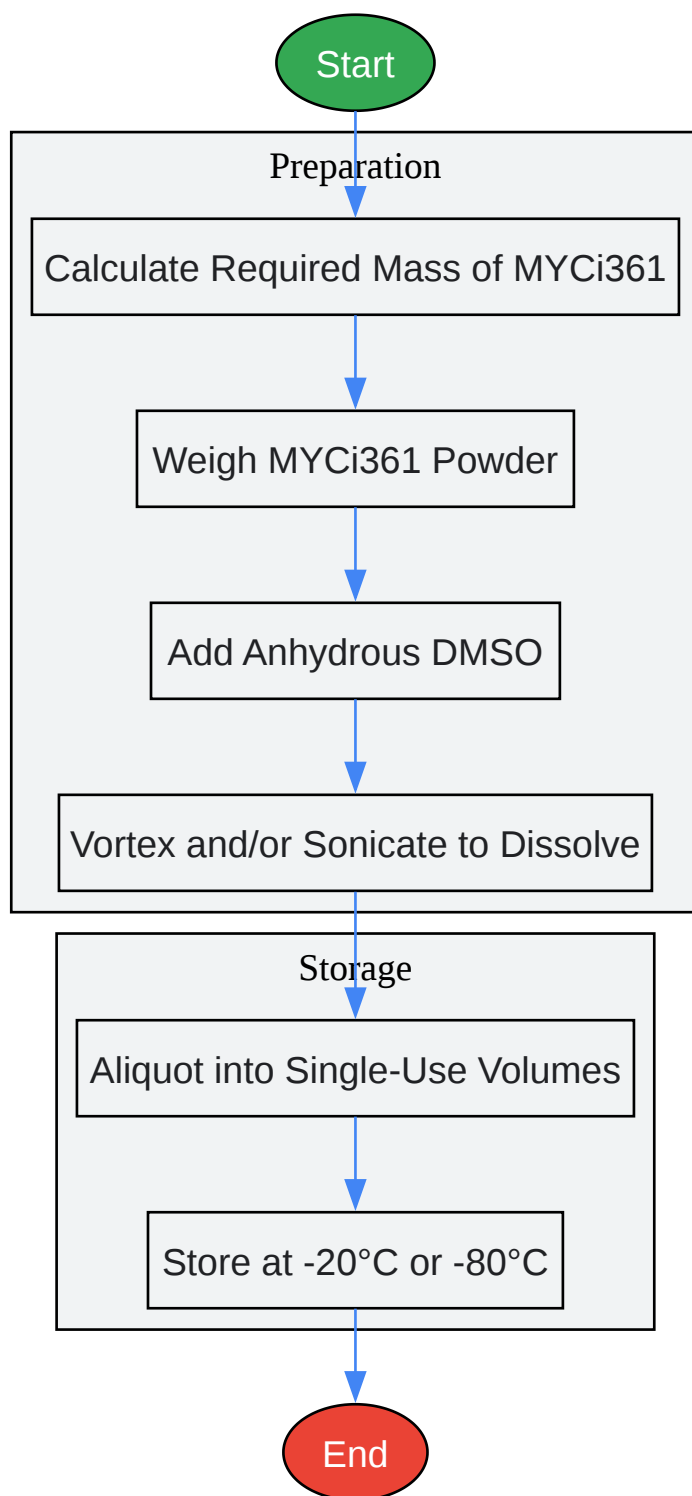 Start
Preparation
Calculate Required Mass of MYCi361
Weigh MYCi361 Powder
Add Anhydrous DMSO
Vortex and/or Sonicate to Dissolve
Storage
Aliquot into Single-Use Volumes
Store at -20°C or -80°C
End